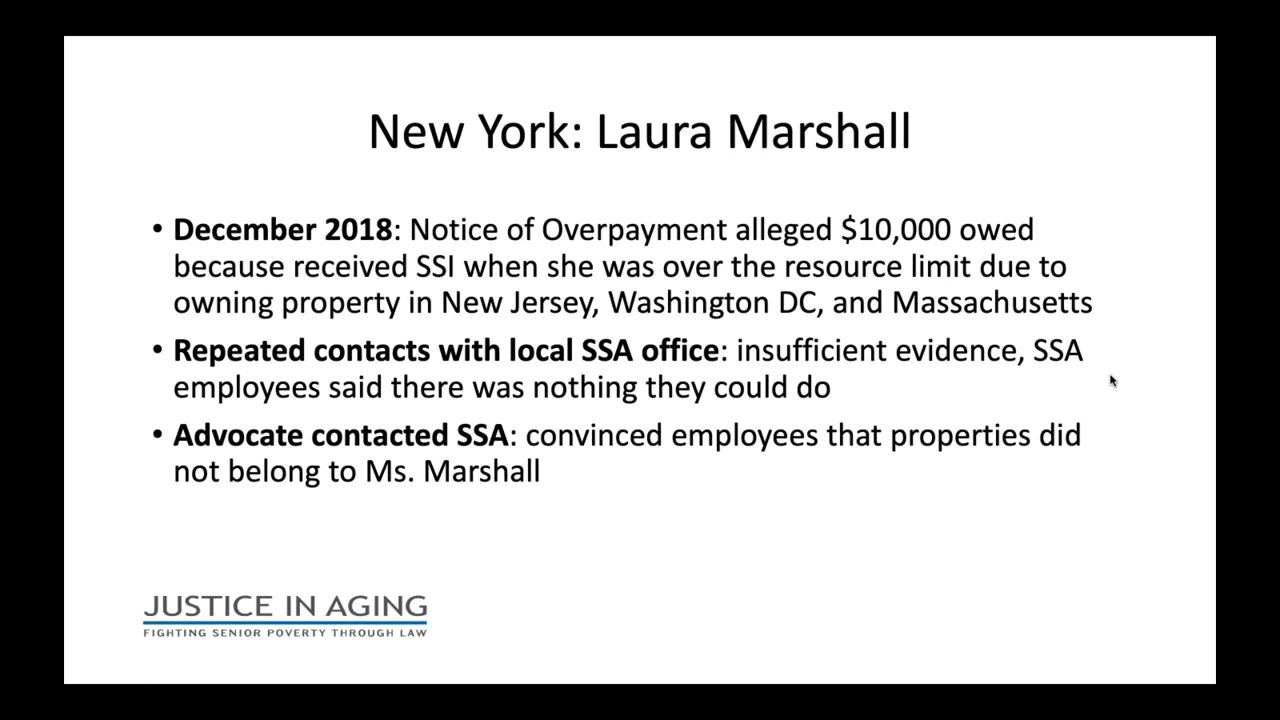 New York: Laura Marshall
• December 2018: Notice of Overpayment alleged $10,000 owed
because received SSI when she was over the resource limit due to
owning property in New Jersey, Washington DC, and Massachusetts
• Repeated contacts with local SSA office: insufficient evidence, SSA
employees said there was nothing they could do
• Advocate contacted SSA: convinced employees that properties did
not belong to Ms. Marshall
JUSTICE IN AGING
FIGHTING SENIOR POVERTY THROUGH LAW